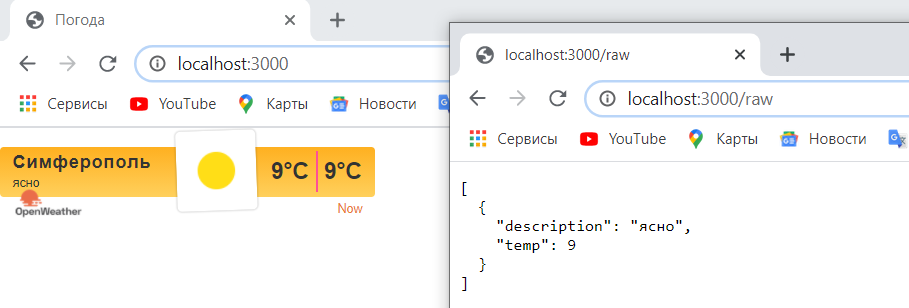 Погода
localhost:3000
Сервисы YouTube Карты Новости
Симферополь
ясно
9°C 9°C
OpenWeather
Now
localhost:3000/raw
localhost:3000/raw
Сервисы YouTube Карты Новости
[
{
"description": "ясно",
"temp": 9
}
]